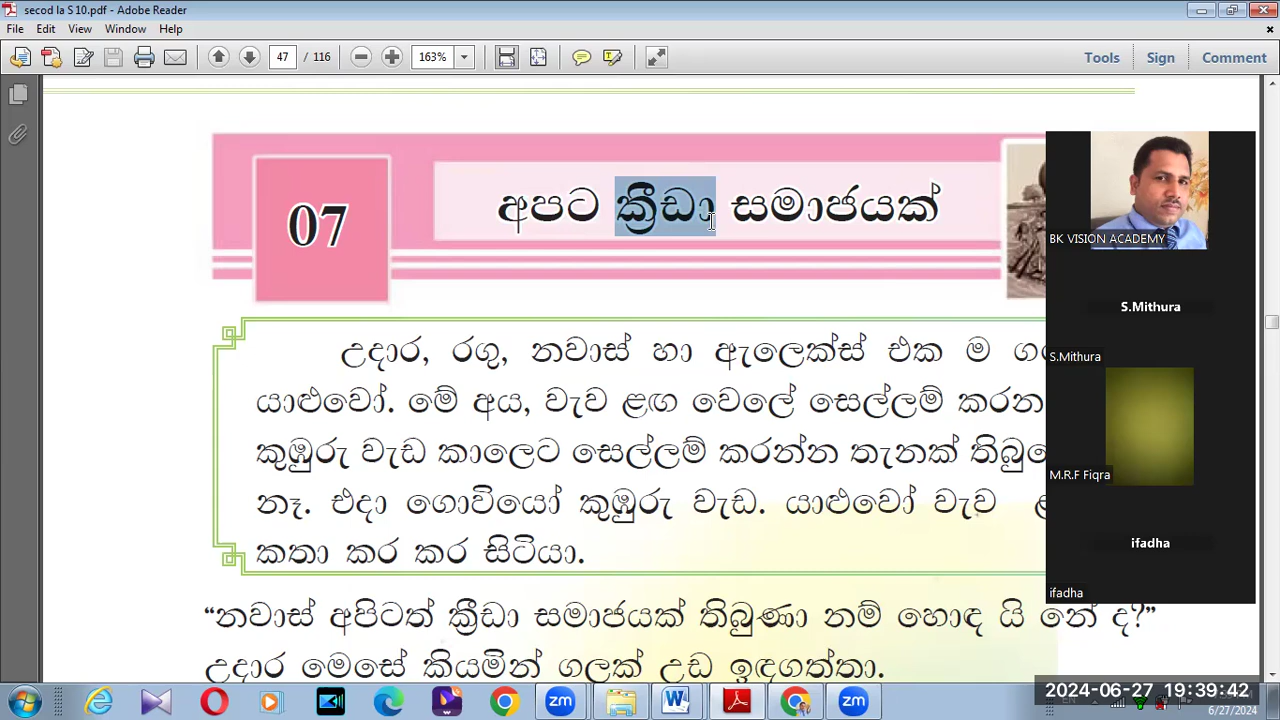 secod la S 10.pdf - Adobe Reader
File Edit View Window Help
47 / 116 163% Tools Sign Comment
07
අපට ක්‍රීඩා සමාජයක්
උදාර, රගු, නවාස් හා ඇලෙක්ස් එක ම
යාළුවෝ. මේ අය, වැව ළඟ වෙලේ සෙල්ලම් කරන
කුඹුරු වැඩ කාලෙට සෙල්ලම් කරන්න තැනක්
නෑ. එදා ගොවියෝ කුඹුරු වැඩ. යාළුවෝ වැව
කතා කර කර සිටියා.
“නවාස් අපිටත් ක්‍රීඩා සමාජයක් තිබුණා නම් හොඳ යි නේ ද?”
උදාර මෙසේ කියමින් ගලක් උඩ ඉඳගත්තා.
BK VISION ACADEMY
S.Mithura
S.Mithura
M.R.F Fiqra
ifadha
ifadha
2024-06-27 19:39:42
6/27/2024